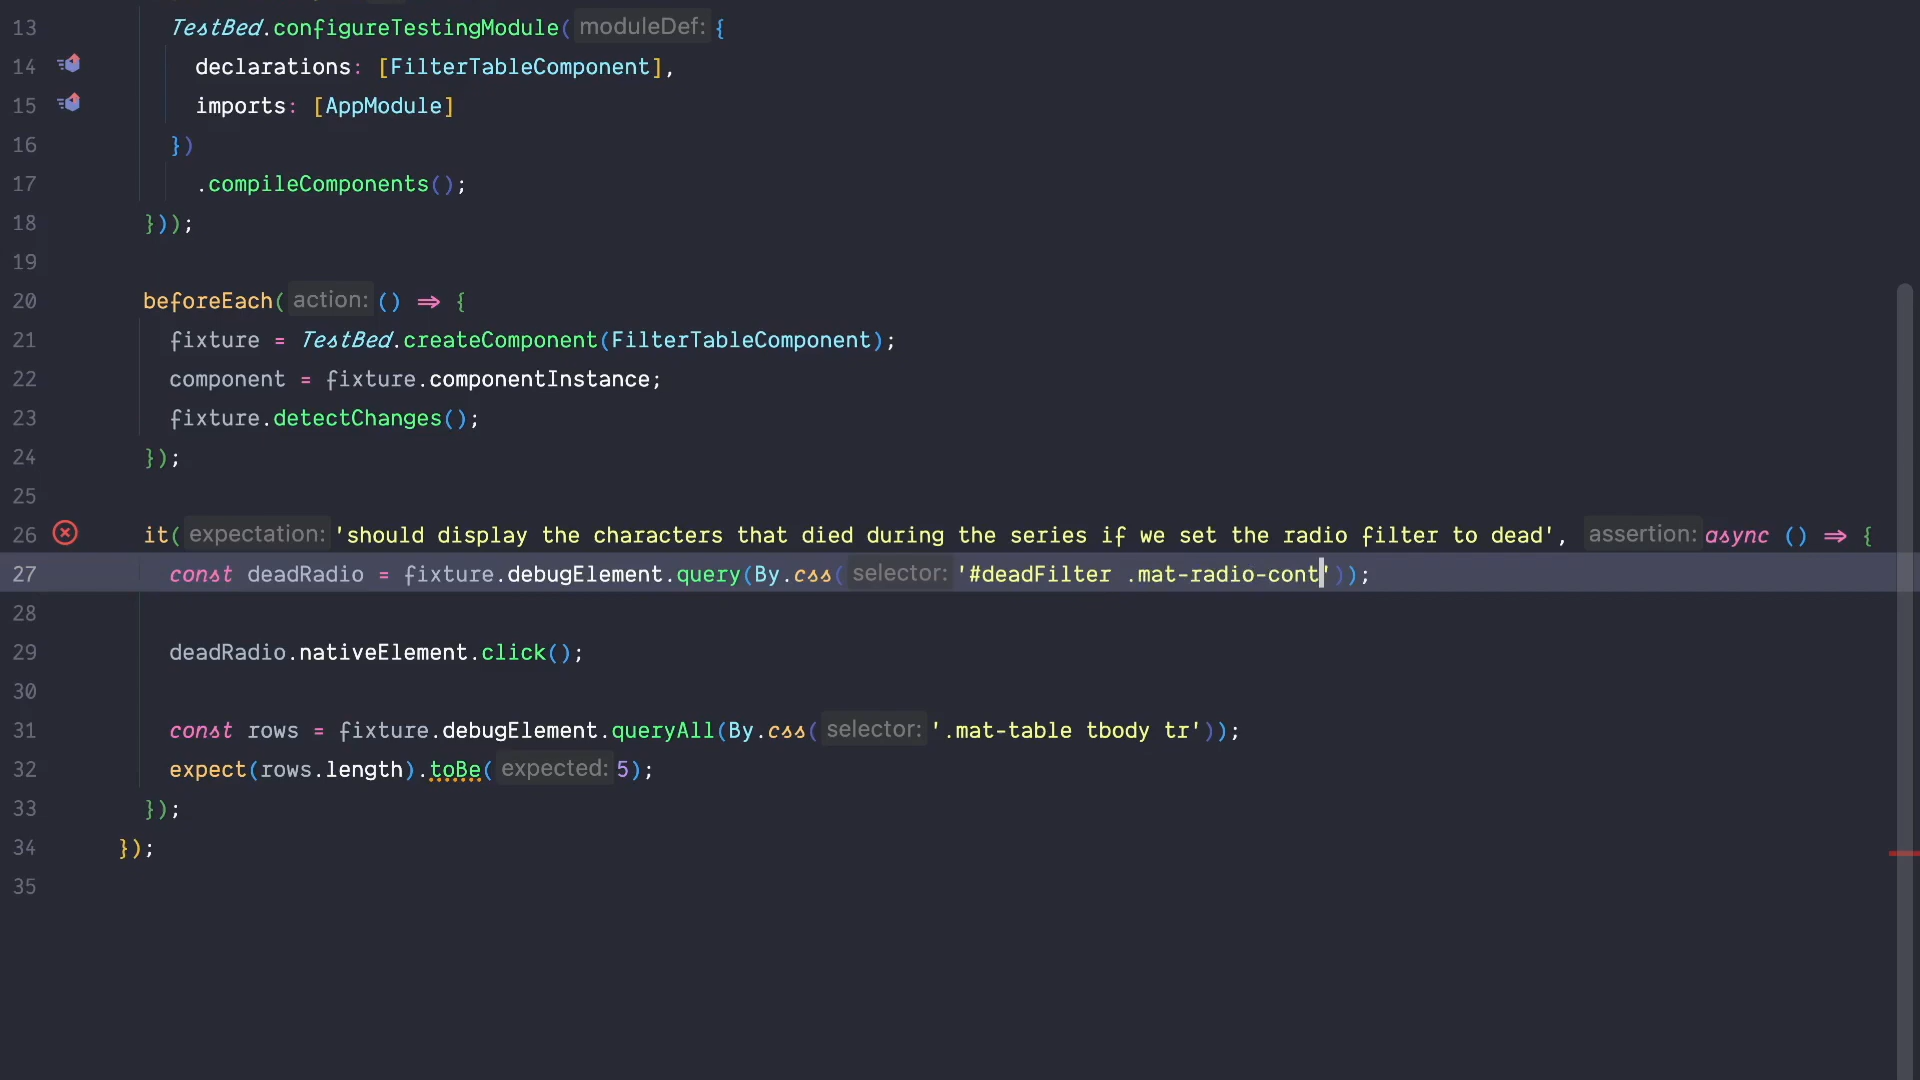 13 TestBed.configureTestingModule( moduleDef: {
14 declarations: [FilterTableComponent],
15 imports: [AppModule]
16 })
17 .compileComponents();
18 }));
19
20 beforeEach( action: () => {
21 fixture = TestBed.createComponent(FilterTableComponent);
22 component = fixture.componentInstance;
23 fixture.detectChanges();
24 });
25
26 it( expectation: 'should display the characters that died during the series if we set the radio filter to dead', assertion: async () => {
27 const deadRadio = fixture.debugElement.query(By.css( selector: '#deadFilter .mat-radio-cont'));
28
29 deadRadio.nativeElement.click();
30
31 const rows = fixture.debugElement.queryAll(By.css( selector: '.mat-table tbody tr'));
32 expect(rows.length).toBe( expected: 5);
33 });
34 });
35